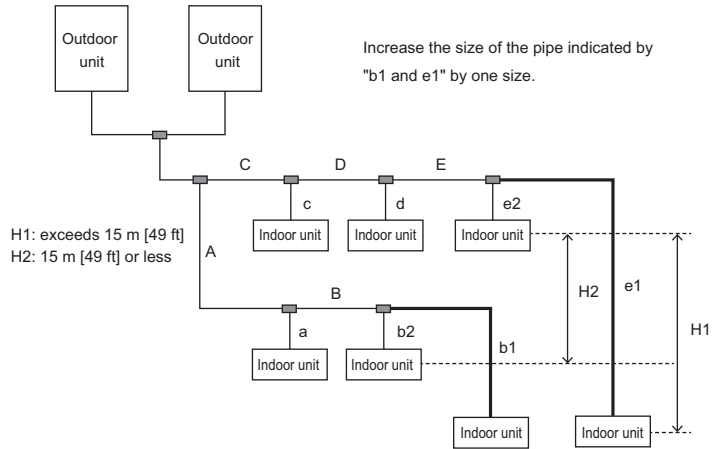 Outdoor
unit
Outdoor
unit
Increase the size of the pipe indicated by
"b1 and e1" by one size.
C
D
E
c
d
e2
Indoor unit
Indoor unit
Indoor unit
H1: exceeds 15 m [49 ft]
H2: 15 m [49 ft] or less
A
H2
e1
H1
B
a
b2
b1
Indoor unit
Indoor unit
Indoor unit
Indoor unit